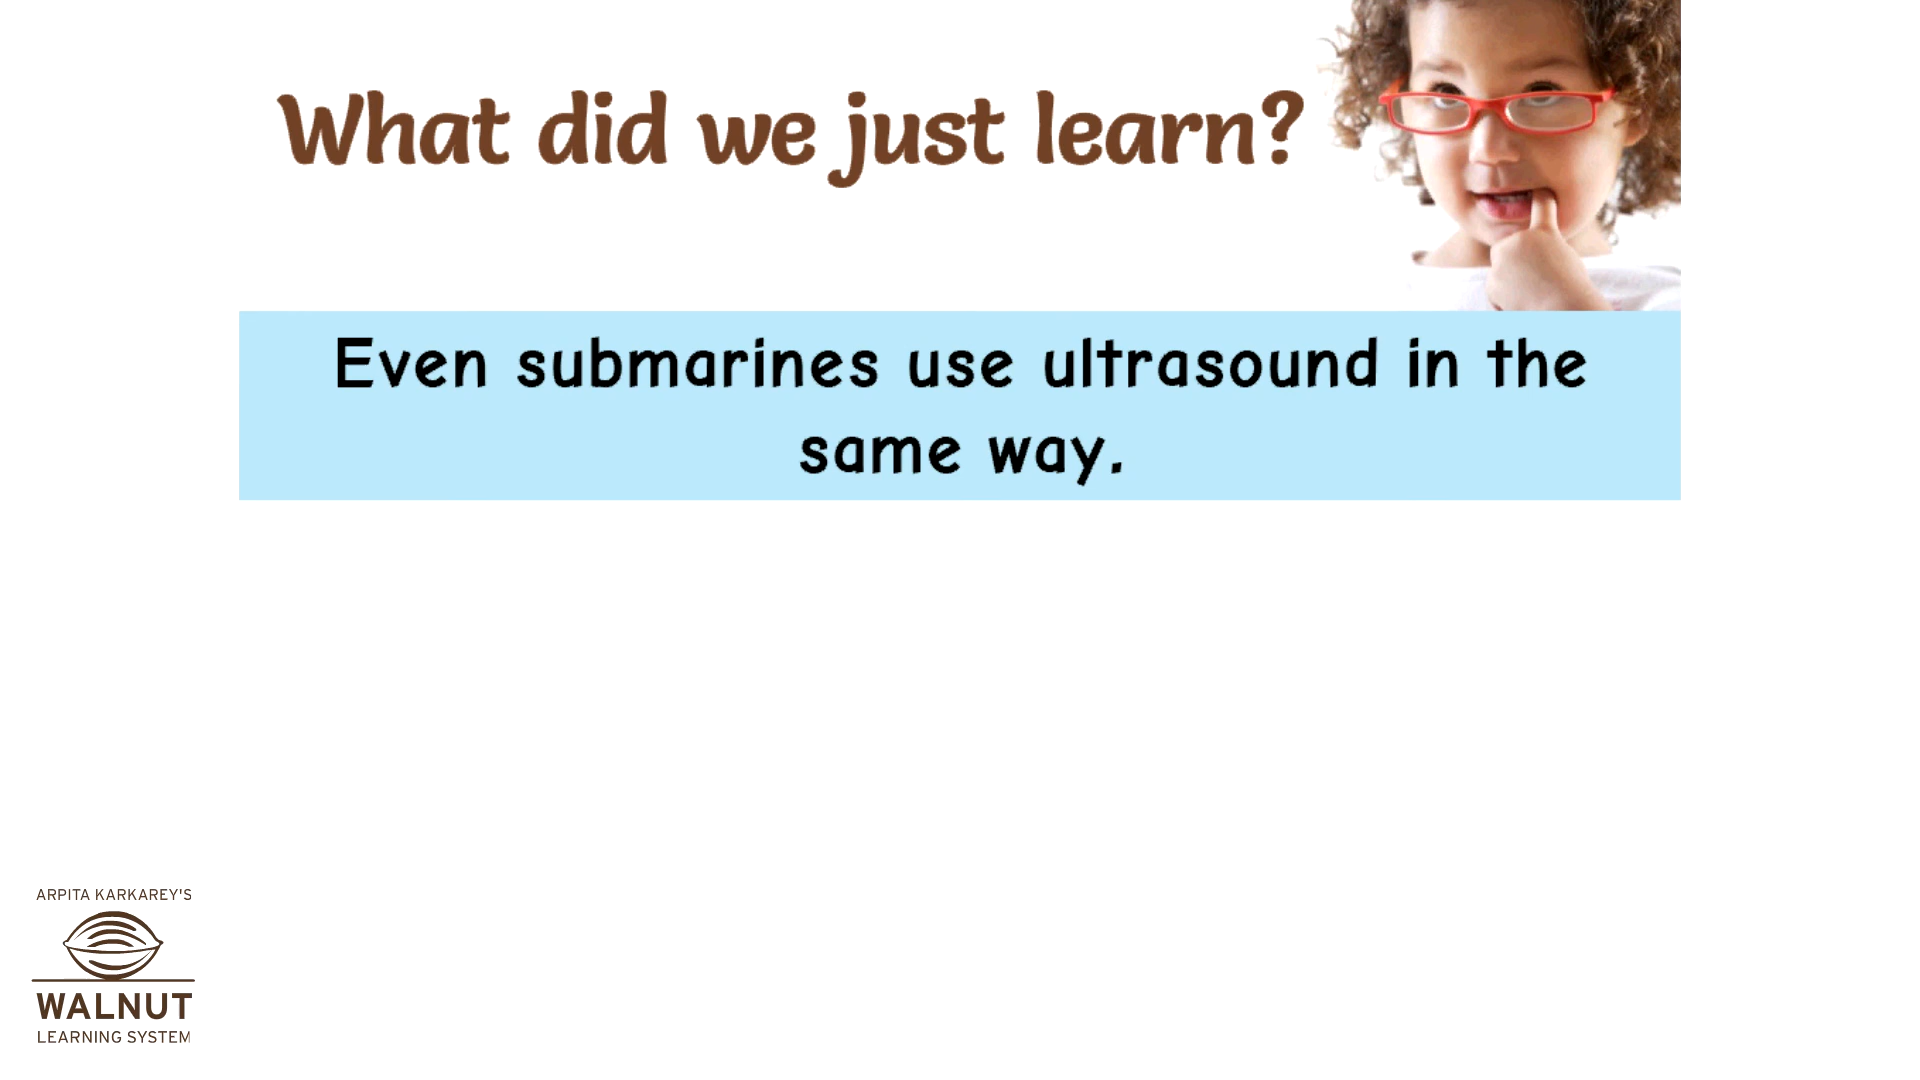 What did we just learn?
Even submarines use ultrasound in the
same way.
ARPITA KARKAREY'S
WALNUT
LEARNING SYSTEM